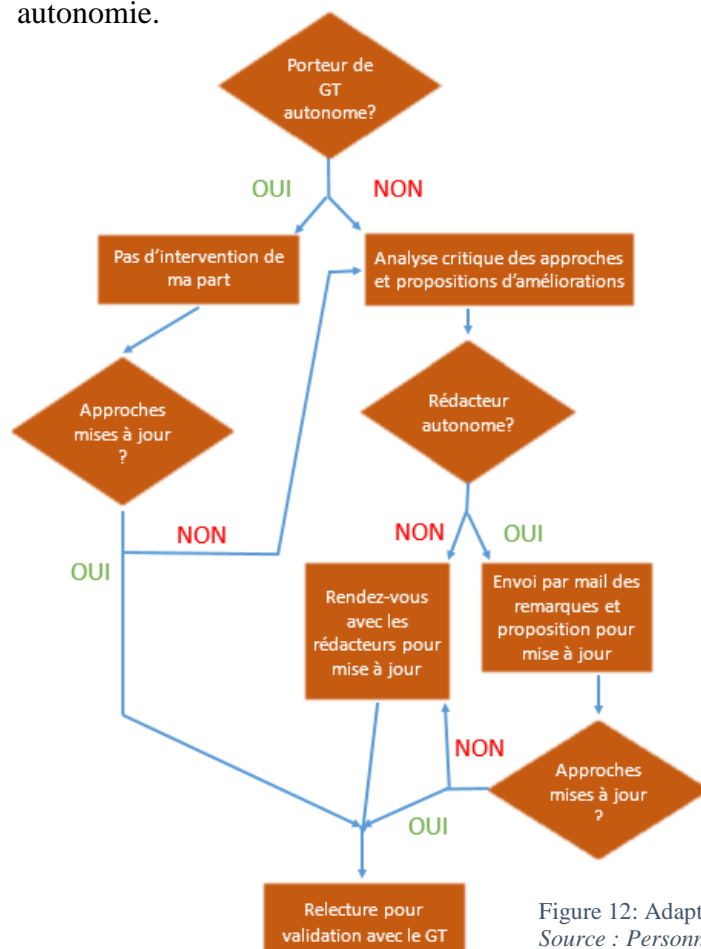 autonomie.
Porteur de
GT
autonome?
OUI
NON
Pas d'intervention de
ma part
Analyse critique des approches
et propositions d'améliorations
Approches
mises à jour
?
Rédacteur
autonome?
NON
OUI
NON
OUI
Rendez-vous
avec les
rédacteurs pour
mise à jour
Envoi par mail des
remarques et
proposition pour
mise à jour
NON
Approches
mises à jour
?
OUI
Relecture pour
validation avec le GT
Figure 12: Adapt
Source : Personn